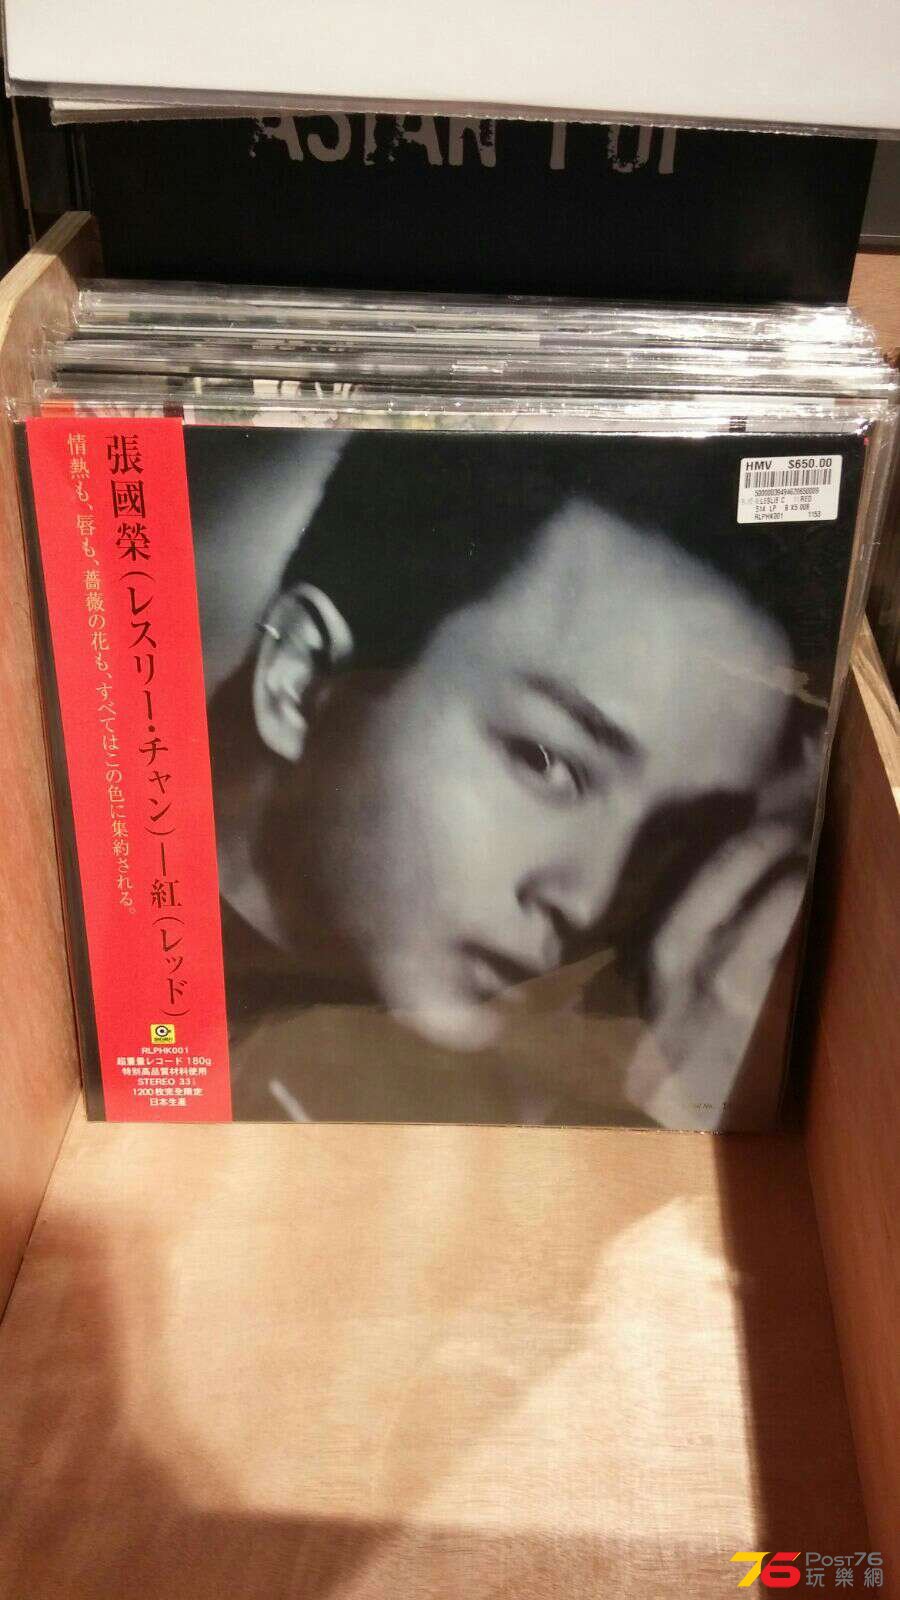 ASIAN POP
HMV $650.00
RED
RLPHK001 1153
張國榮(レスリー・チャン)—紅(レッド)
情熱も、唇も、薔薇の花も、すべてはこの色に集約される。
RLPHK001
超重量レコード 180g
特別高品質材料使用
STEREO 33⅓
1200枚完全限定
日本生產
POST76
玩樂網